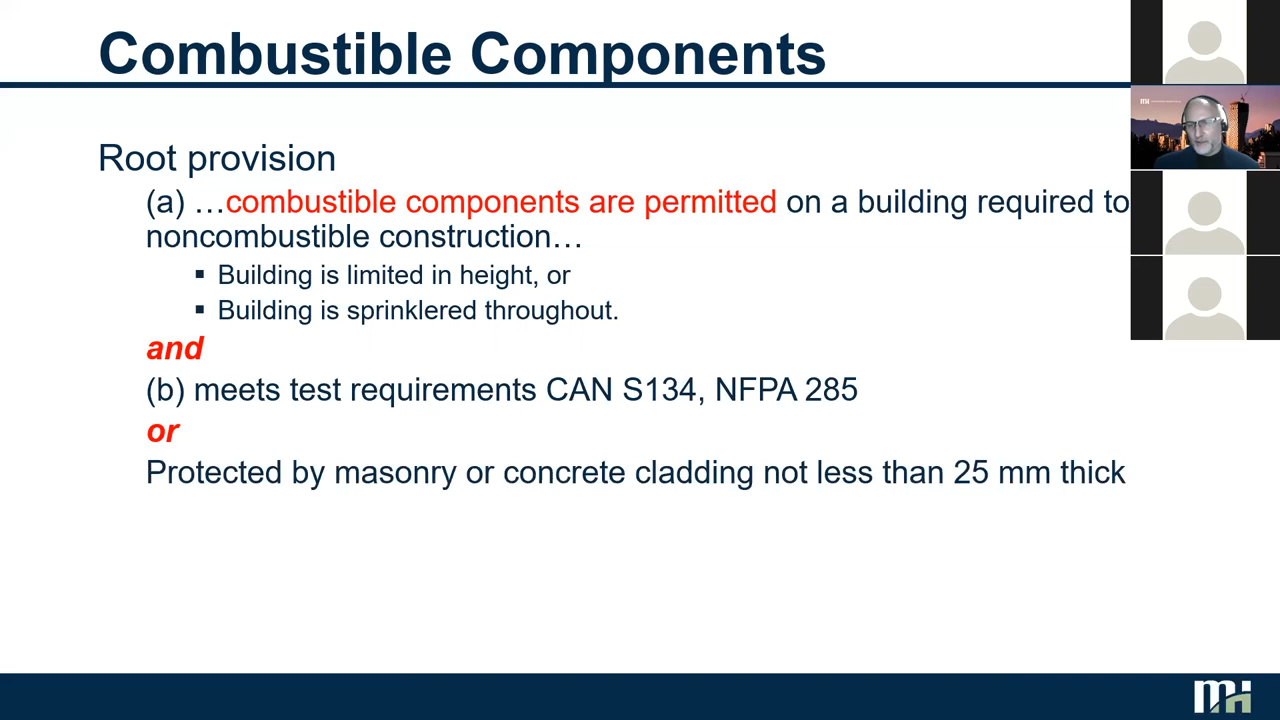 Combustible Components
Root provision
(a) …combustible components are permitted on a building required to
noncombustible construction…
▪ Building is limited in height, or
▪ Building is sprinklered throughout.
and
(b) meets test requirements CAN S134, NFPA 285
or
Protected by masonry or concrete cladding not less than 25 mm thick